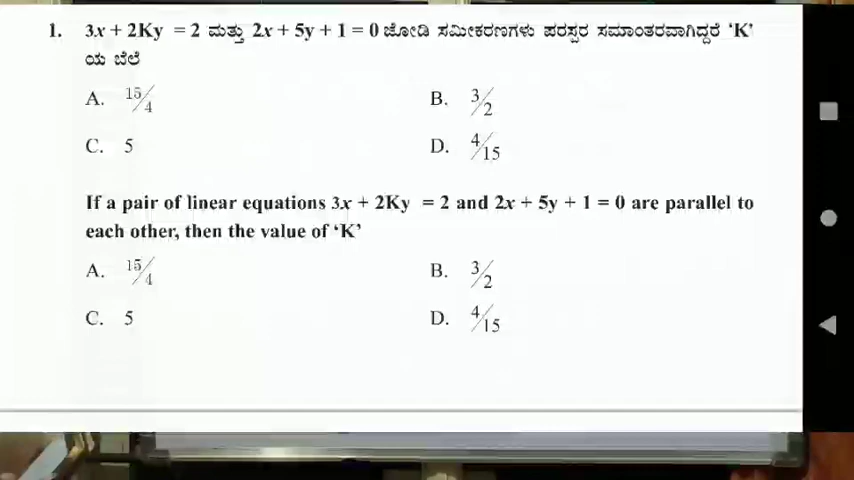 1. 3x + 2Ky = 2 ಮತ್ತು 2x + 5y + 1 = 0 ಜೋಡಿ ಸಮೀಕರಣಗಳು ಪರಸ್ಪರ ಸಮಾಂತರವಾಗಿದ್ದರೆ ‘K’
ಯ ಬೆಲೆ
A. 15/4 B. 3/2
C. 5 D. 4/15
If a pair of linear equations 3x + 2Ky = 2 and 2x + 5y + 1 = 0 are parallel to
each other, then the value of ‘K’
A. 15/4 B. 3/2
C. 5 D. 4/15